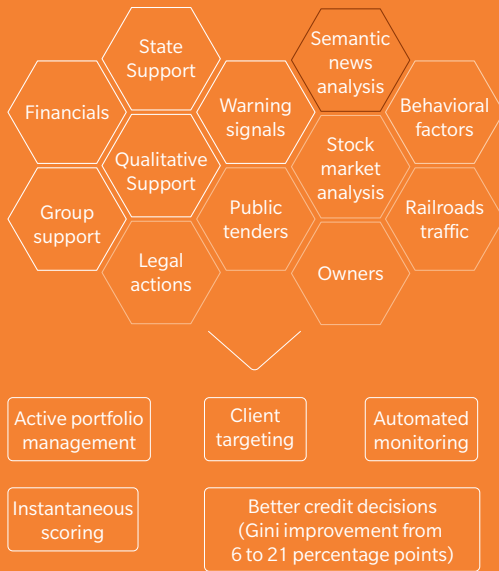 State
Support
Semantic
news
analysis
Financials
Warning
signals
Behavioral
factors
Qualitative
Support
Stock
market
analysis
Group
support
Public
tenders
Railroads
traffic
Legal
actions
Owners
Active portfolio
management
Client
targeting
Automated
monitoring
Instantaneous
scoring
Better credit decisions
(Gini improvement from
6 to 21 percentage points)